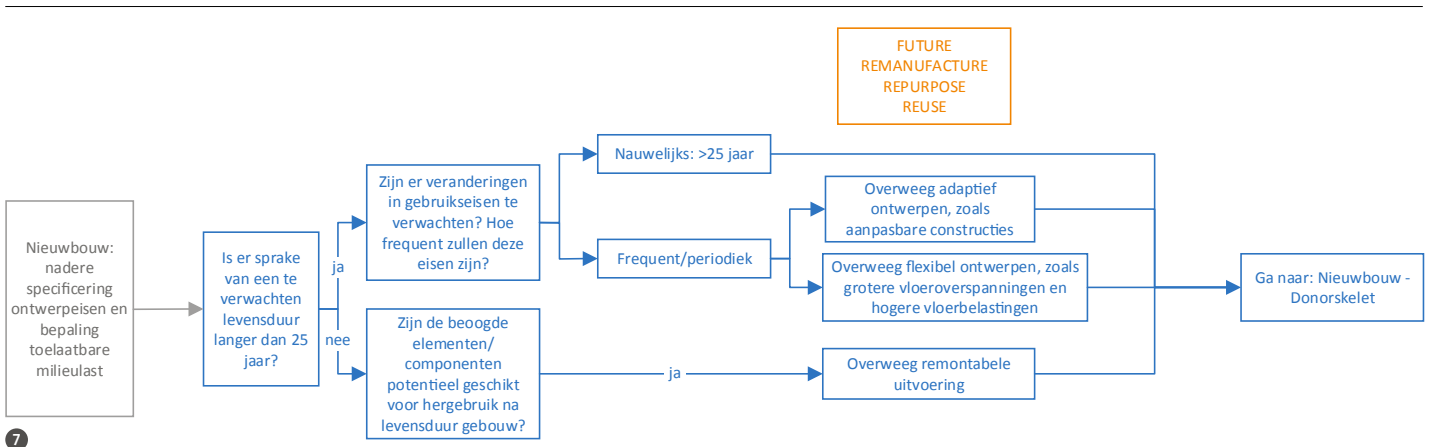 FUTURE
REMANUFACTURE
REPURPOSE
REUSE
Nieuwbouw:
nadere
specificering
ontwerpeisen en
bepaling
toelaatbare
milieulast
Is er sprake
van een te
verwachten
levensduur
langer dan 25
jaar?
ja
nee
Zijn er veranderingen
in gebruikseisen te
verwachten? Hoe
frequent zullen deze
eisen zijn?
Zijn de beoogde
elementen/
componenten
potentieel geschikt
voor hergebruik na
levensduur gebouw?
Nauwelijks: >25 jaar
Frequent/periodiek
ja
Overweeg adaptief
ontwerpen, zoals
aanpasbare constructies
Overweeg flexibel ontwerpen, zoals
grotere vloeroverspanningen en
hogere vloerbelastingen
Overweeg remontabele
uitvoering
Ga naar: Nieuwbouw -
Donorskelet
7